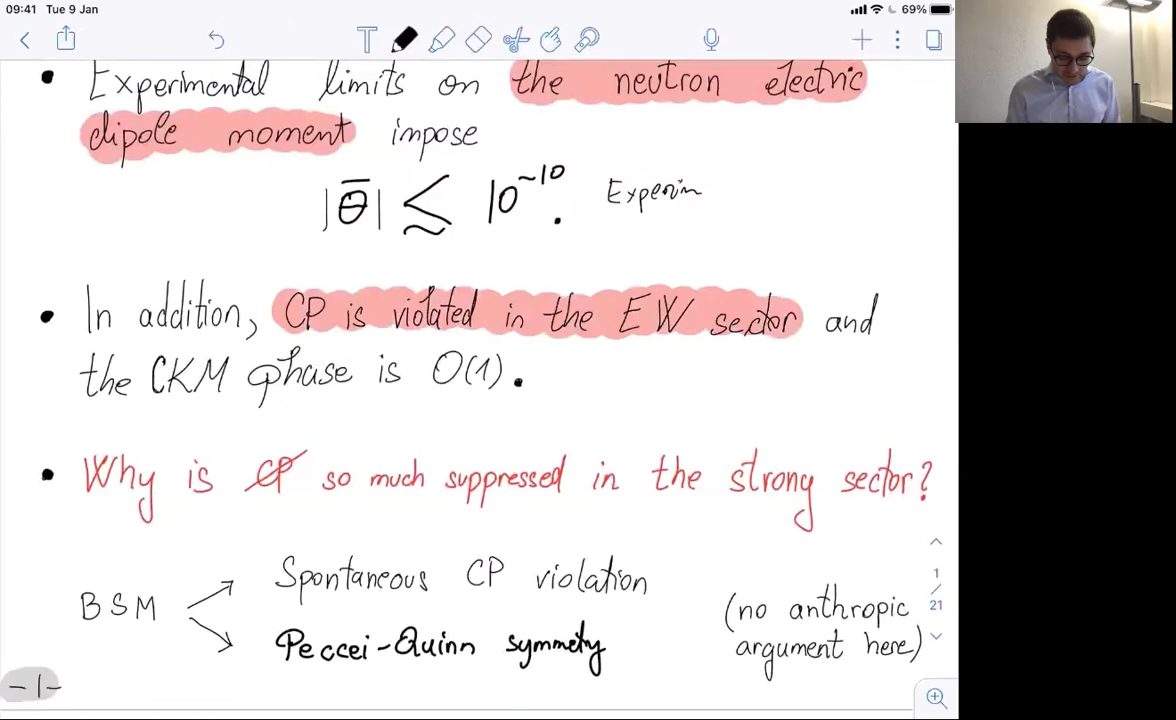 09:41 Tue 9 Jan
69%
• Experimental limits on the neutron electric
dipole moment impose
|θ̅| ≲ 10^~10 . Experim
• In addition, CP is violated in the EW sector and
the CKM phase is O(1).
• Why is CP so much suppressed in the strong sector?
BSM
Spontaneous CP violation
Peccei-Quinn symmetry
(no anthropic
argument here)
1
/
21
-1-